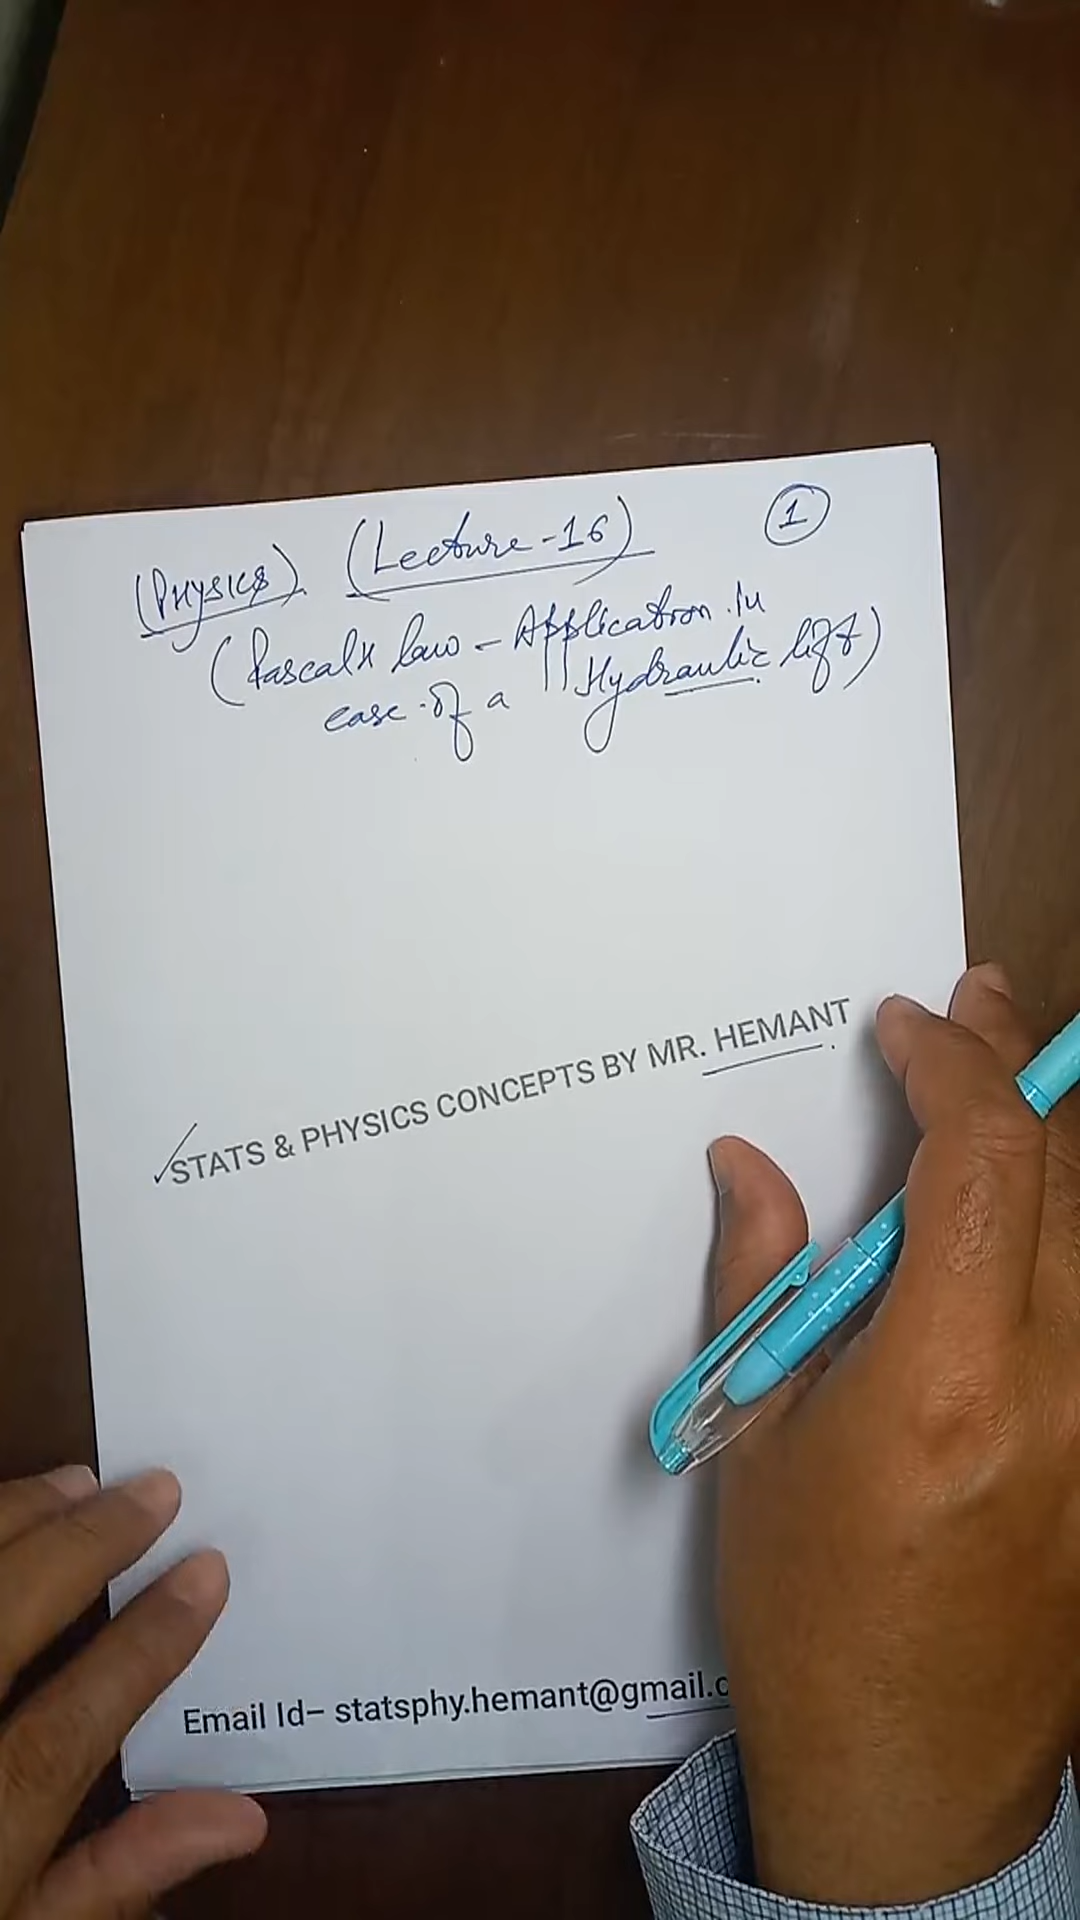 (Physics) (Lecture-16) 1
(Pascal's law - Application in
case of a Hydraulic lift)
STATS & PHYSICS CONCEPTS BY MR. HEMANT.
Email Id– statsphy.hemant@gmail.c